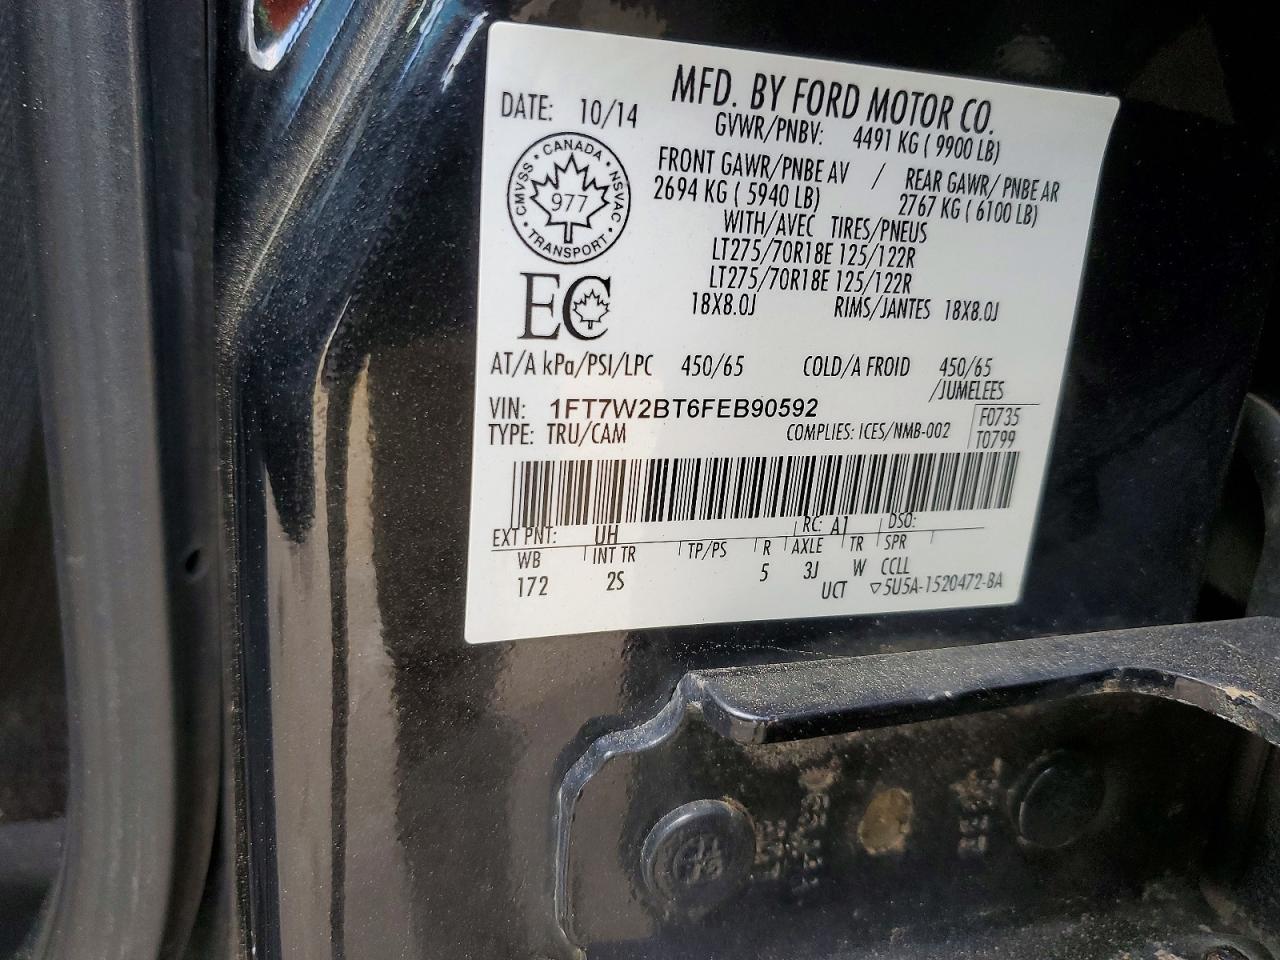 MFD. BY FORD MOTOR CO.
DATE: 10/14
GVWR/PNBV: 4491 KG ( 9900 LB)
CMVSS • CANADA • NSVAC • TRANSPORT •
977
EC
FRONT GAWR/PNBE AV / REAR GAWR/ PNBE AR
2694 KG ( 5940 LB) 2767 KG ( 6100 LB)
WITH/AVEC TIRES/PNEUS
LT275/70R18E 125/122R
LT275/70R18E 125/122R
18X8.0J RIMS/JANTES 18X8.0J
AT/A kPa/PSI/LPC 450/65 COLD/A FROID 450/65
/JUMELEES
VIN: 1FT7W2BT6FEB90592 F0735
TYPE: TRU/CAM COMPLIES: ICES/NMB-002 T0799
EXT PNT: UH RC: A1 DSO:
WB INT TR TP/PS R AXLE TR SPR
172 2S 5 3J W CCLL
UCT ▽5U5A-1520472-BA